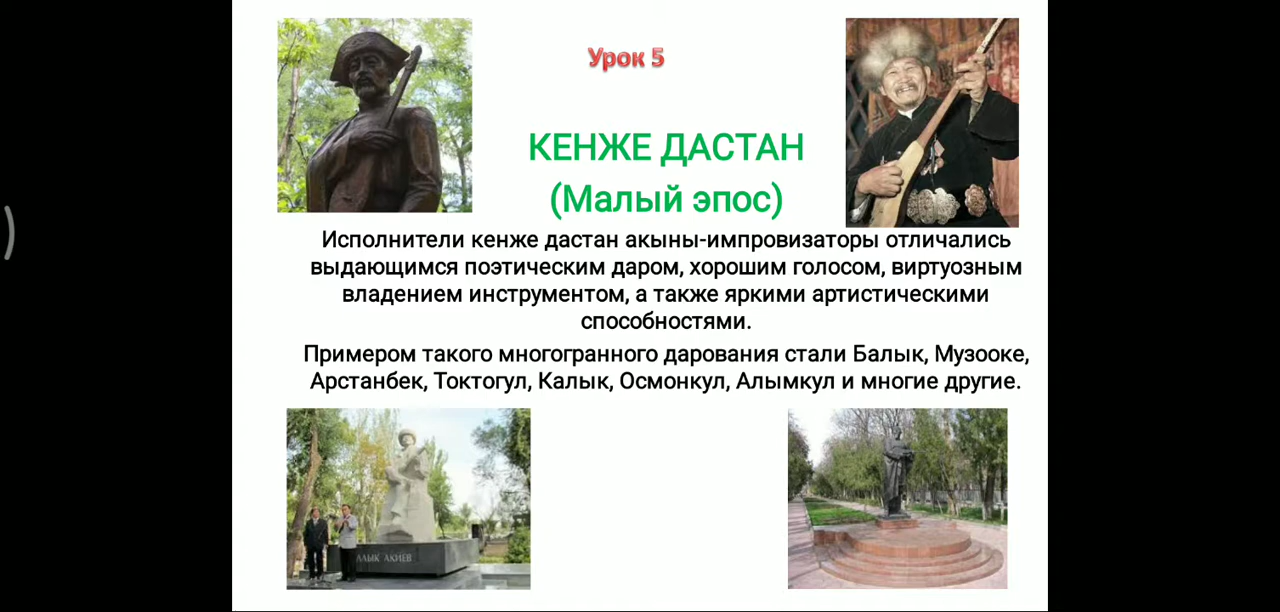 Урок 5
КЕНЖЕ ДАСТАН
(Малый эпос)
Исполнители кенже дастан акыны-импровизаторы отличались
выдающимся поэтическим даром, хорошим голосом, виртуозным
владением инструментом, а также яркими артистическими
способностями.
Примером такого многогранного дарования стали Балык, Музооке,
Арстанбек, Токтогул, Калык, Осмонкул, Алымкул и многие другие.
АЛЫК АКИЕВ